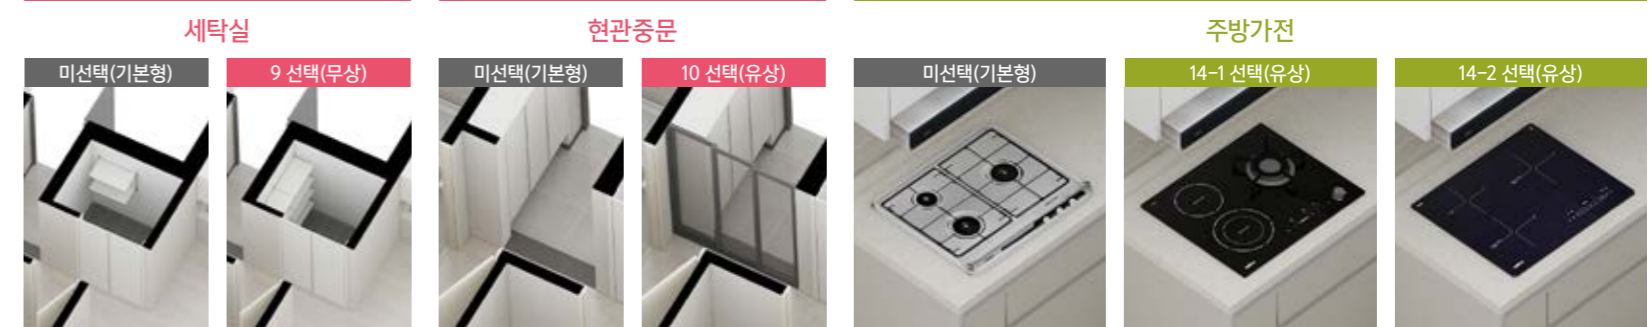 세탁실
현관중문
주방가전
미선택(기본형)
9 선택(무상)
미선택(기본형)
10 선택(유상)
미선택(기본형)
14-1 선택(유상)
14-2 선택(유상)